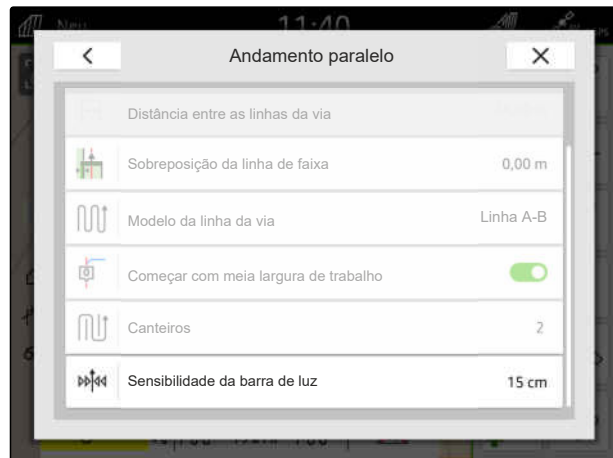 Neu 11:40
Andamento paralelo
Distância entre as linhas da via
Sobreposição da linha de faixa 0,00 m
Modelo da linha da via Linha A-B
Começar com meia largura de trabalho
Canteiros 2
Sensibilidade da barra de luz 15 cm